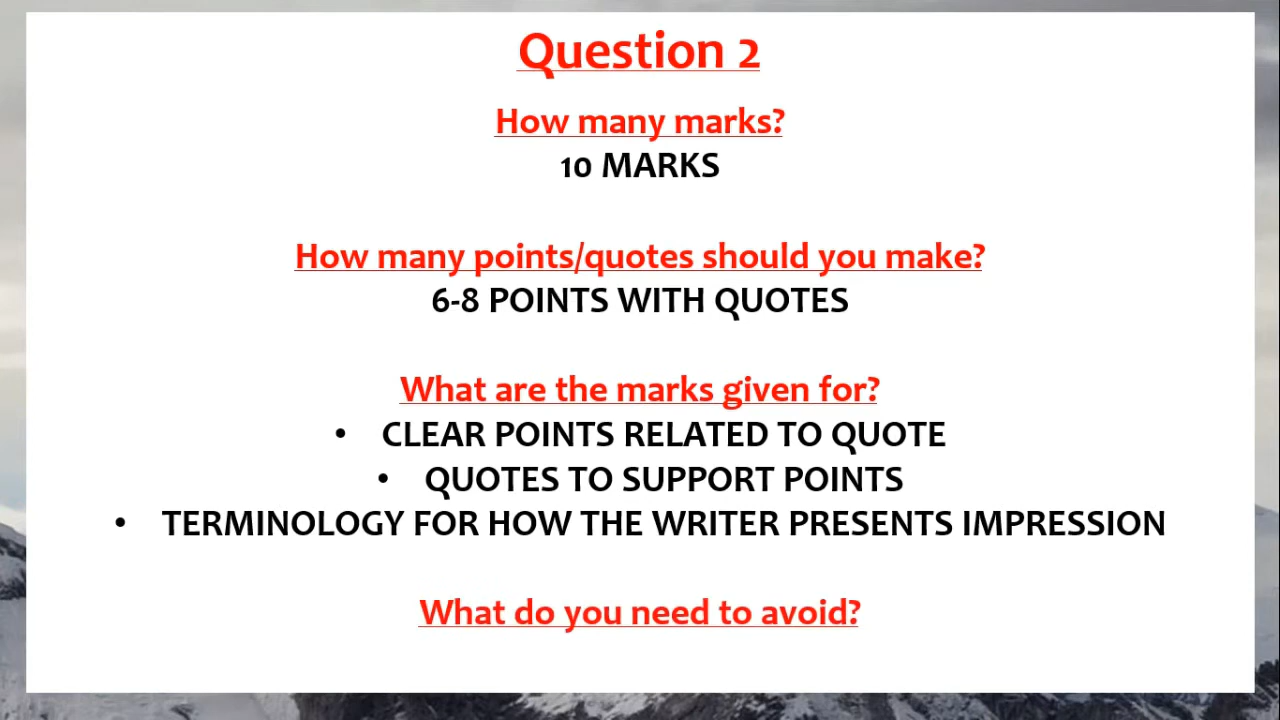 Question 2
How many marks?
10 MARKS
How many points/quotes should you make?
6-8 POINTS WITH QUOTES
What are the marks given for?
• CLEAR POINTS RELATED TO QUOTE
• QUOTES TO SUPPORT POINTS
• TERMINOLOGY FOR HOW THE WRITER PRESENTS IMPRESSION
What do you need to avoid?